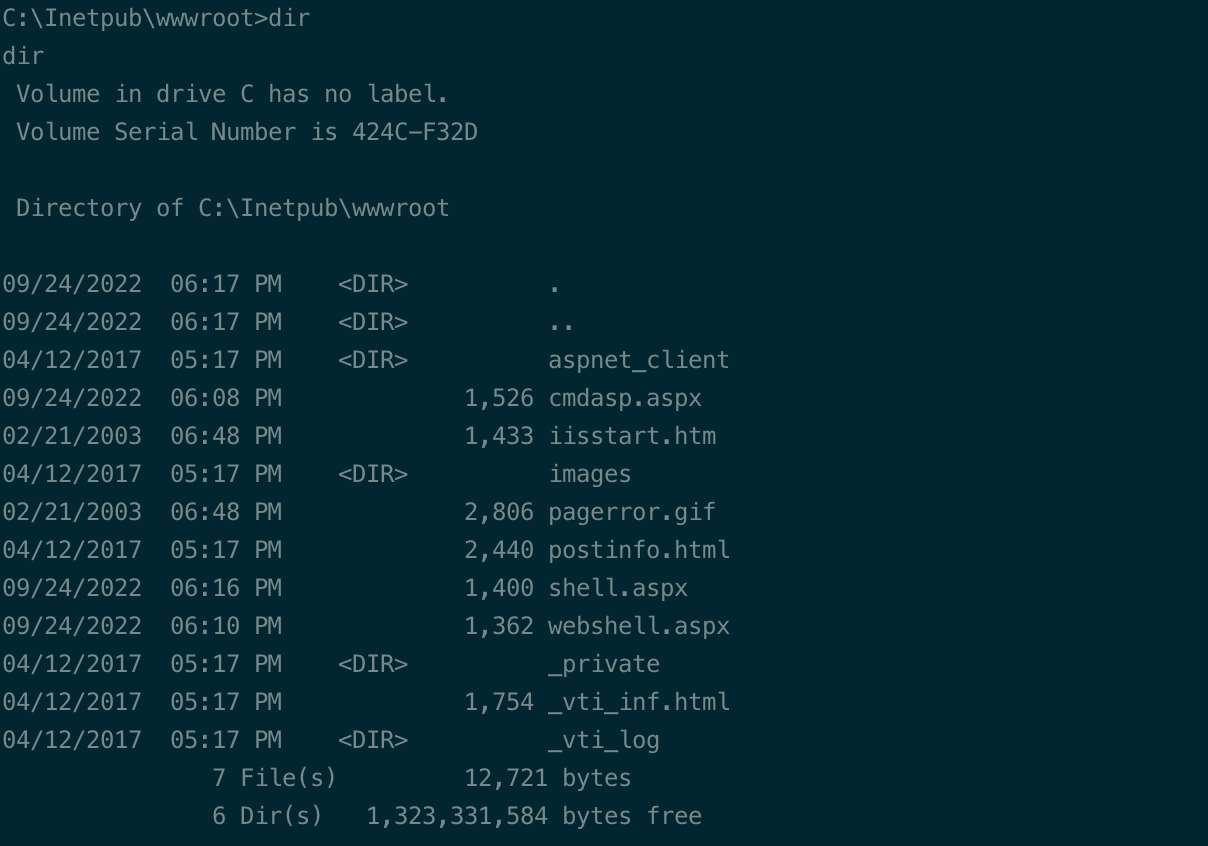 C:\Inetpub\wwwroot>dir
dir
 Volume in drive C has no label.
 Volume Serial Number is 424C-F32D

 Directory of C:\Inetpub\wwwroot

09/24/2022  06:17 PM    <DIR>          .
09/24/2022  06:17 PM    <DIR>          ..
04/12/2017  05:17 PM    <DIR>          aspnet_client
09/24/2022  06:08 PM             1,526 cmdasp.aspx
02/21/2003  06:48 PM             1,433 iisstart.htm
04/12/2017  05:17 PM    <DIR>          images
02/21/2003  06:48 PM             2,806 pagerror.gif
04/12/2017  05:17 PM             2,440 postinfo.html
09/24/2022  06:16 PM             1,400 shell.aspx
09/24/2022  06:10 PM             1,362 webshell.aspx
04/12/2017  05:17 PM    <DIR>          _private
04/12/2017  05:17 PM             1,754 _vti_inf.html
04/12/2017  05:17 PM    <DIR>          _vti_log
               7 File(s)         12,721 bytes
               6 Dir(s)   1,323,331,584 bytes free